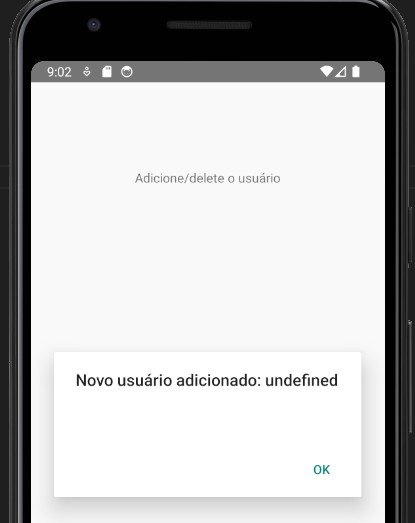 9:02
Adicione/delete o usuário
Novo usuário adicionado: undefined
OK